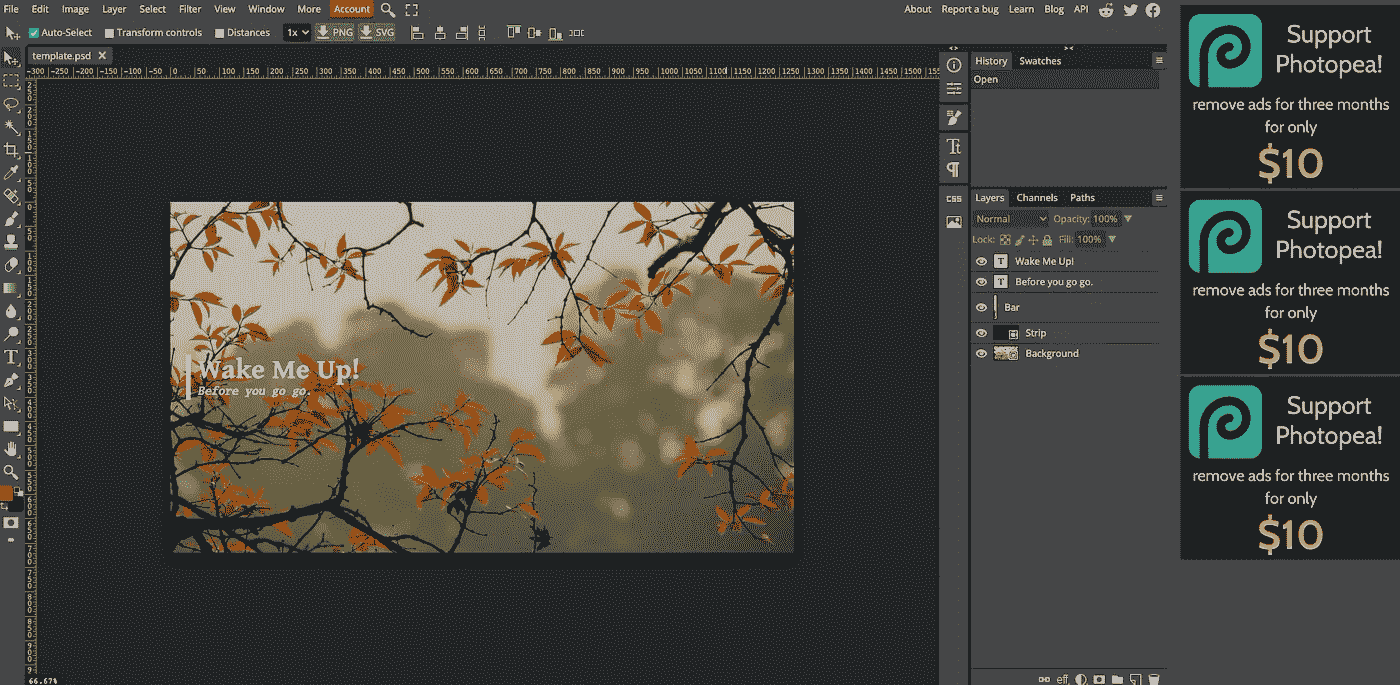 File Edit Image Layer Select Filter View Window More Account About Report a bug Learn Blog API
Auto-Select Transform controls Distances 1x PNG SVG
template.psd
-300 -250 -200 -150 -100 -50 0 50 100 150 200 250 300 350 400 450 500 550 600 650 700 750 800 850 900 950 1000 1050 1100 1150 1200 1250 1300 1350 1400 1450 1500
Wake Me Up!
Before you go go.
66.67%
History Swatches
Open
Layers Channels Paths
Normal Opacity: 100%
Lock: Fill: 100%
T Wake Me Up!
T Before you go go.
Bar
Strip
Background
CSS
eff
Support
Photopea!
remove ads for three months
for only
$10
Support
Photopea!
remove ads for three months
for only
$10
Support
Photopea!
remove ads for three months
for only
$10